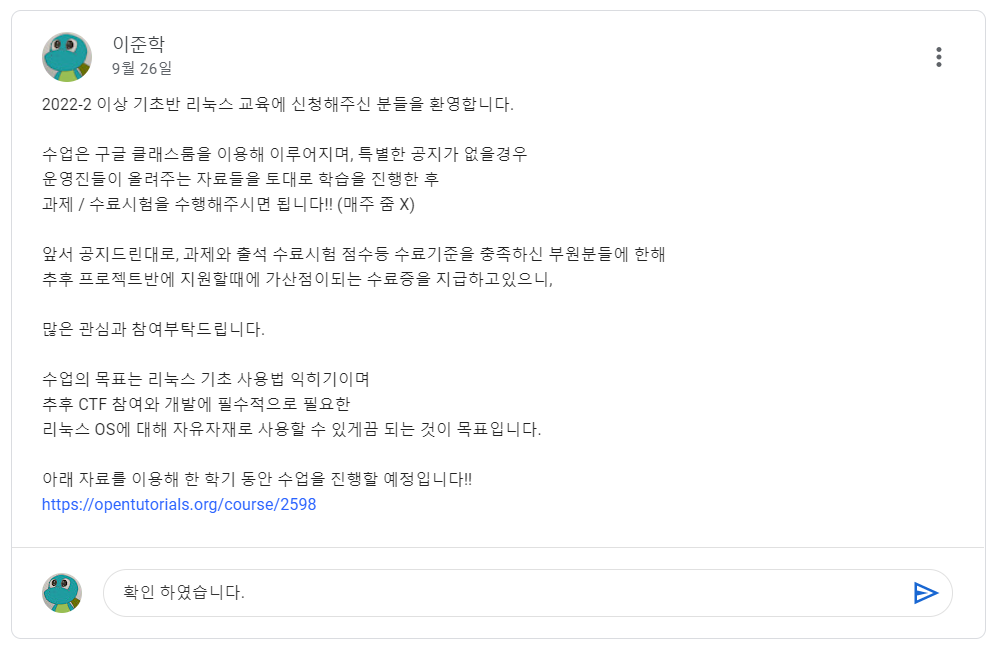 이준학
9월 26일
2022-2 이상 기초반 리눅스 교육에 신청해주신 분들을 환영합니다.
수업은 구글 클래스룸을 이용해 이루어지며, 특별한 공지가 없을경우
운영진들이 올려주는 자료들을 토대로 학습을 진행한 후
과제 / 수료시험을 수행해주시면 됩니다!! (매주 줌 X)
앞서 공지드린대로, 과제와 출석 수료시험 점수등 수료기준을 충족하신 부원분들에 한해
추후 프로젝트반에 지원할때에 가산점이되는 수료증을 지급하고있으니,
많은 관심과 참여부탁드립니다.
수업의 목표는 리눅스 기초 사용법 익히기이며
추후 CTF 참여와 개발에 필수적으로 필요한
리눅스 OS에 대해 자유자재로 사용할 수 있게끔 되는 것이 목표입니다.
아래 자료를 이용해 한 학기 동안 수업을 진행할 예정입니다!!
https://opentutorials.org/course/2598
확인 하였습니다.